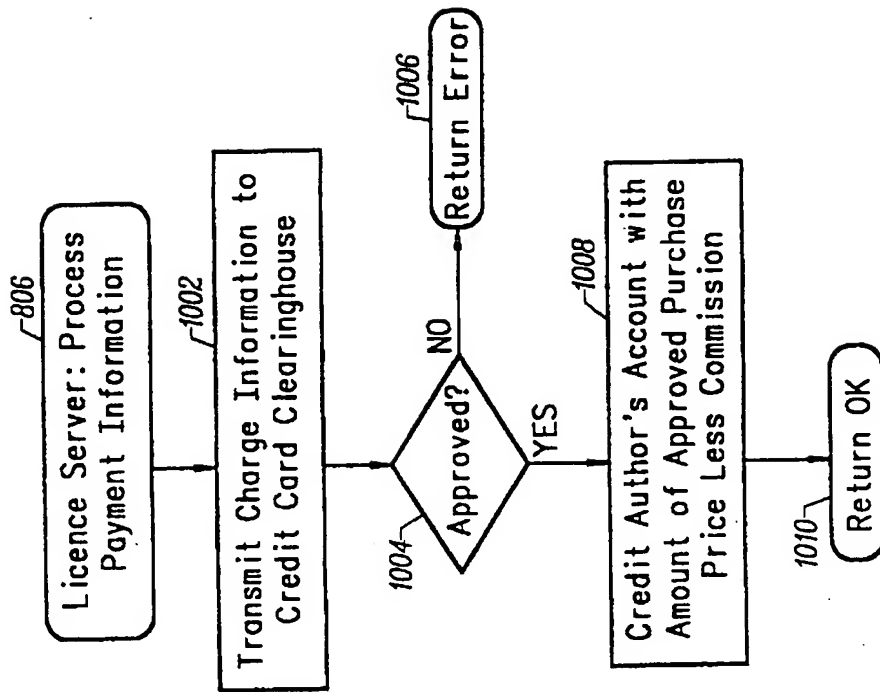 806
Licence Server: Process
Payment Information
1002
Transmit Charge Information to
Credit Card Clearinghouse
1004
Approved?
NO
1006
Return Error
YES
1008
Credit Author's Account with
Amount of Approved Purchase
Price Less Commission
1010
Return OK